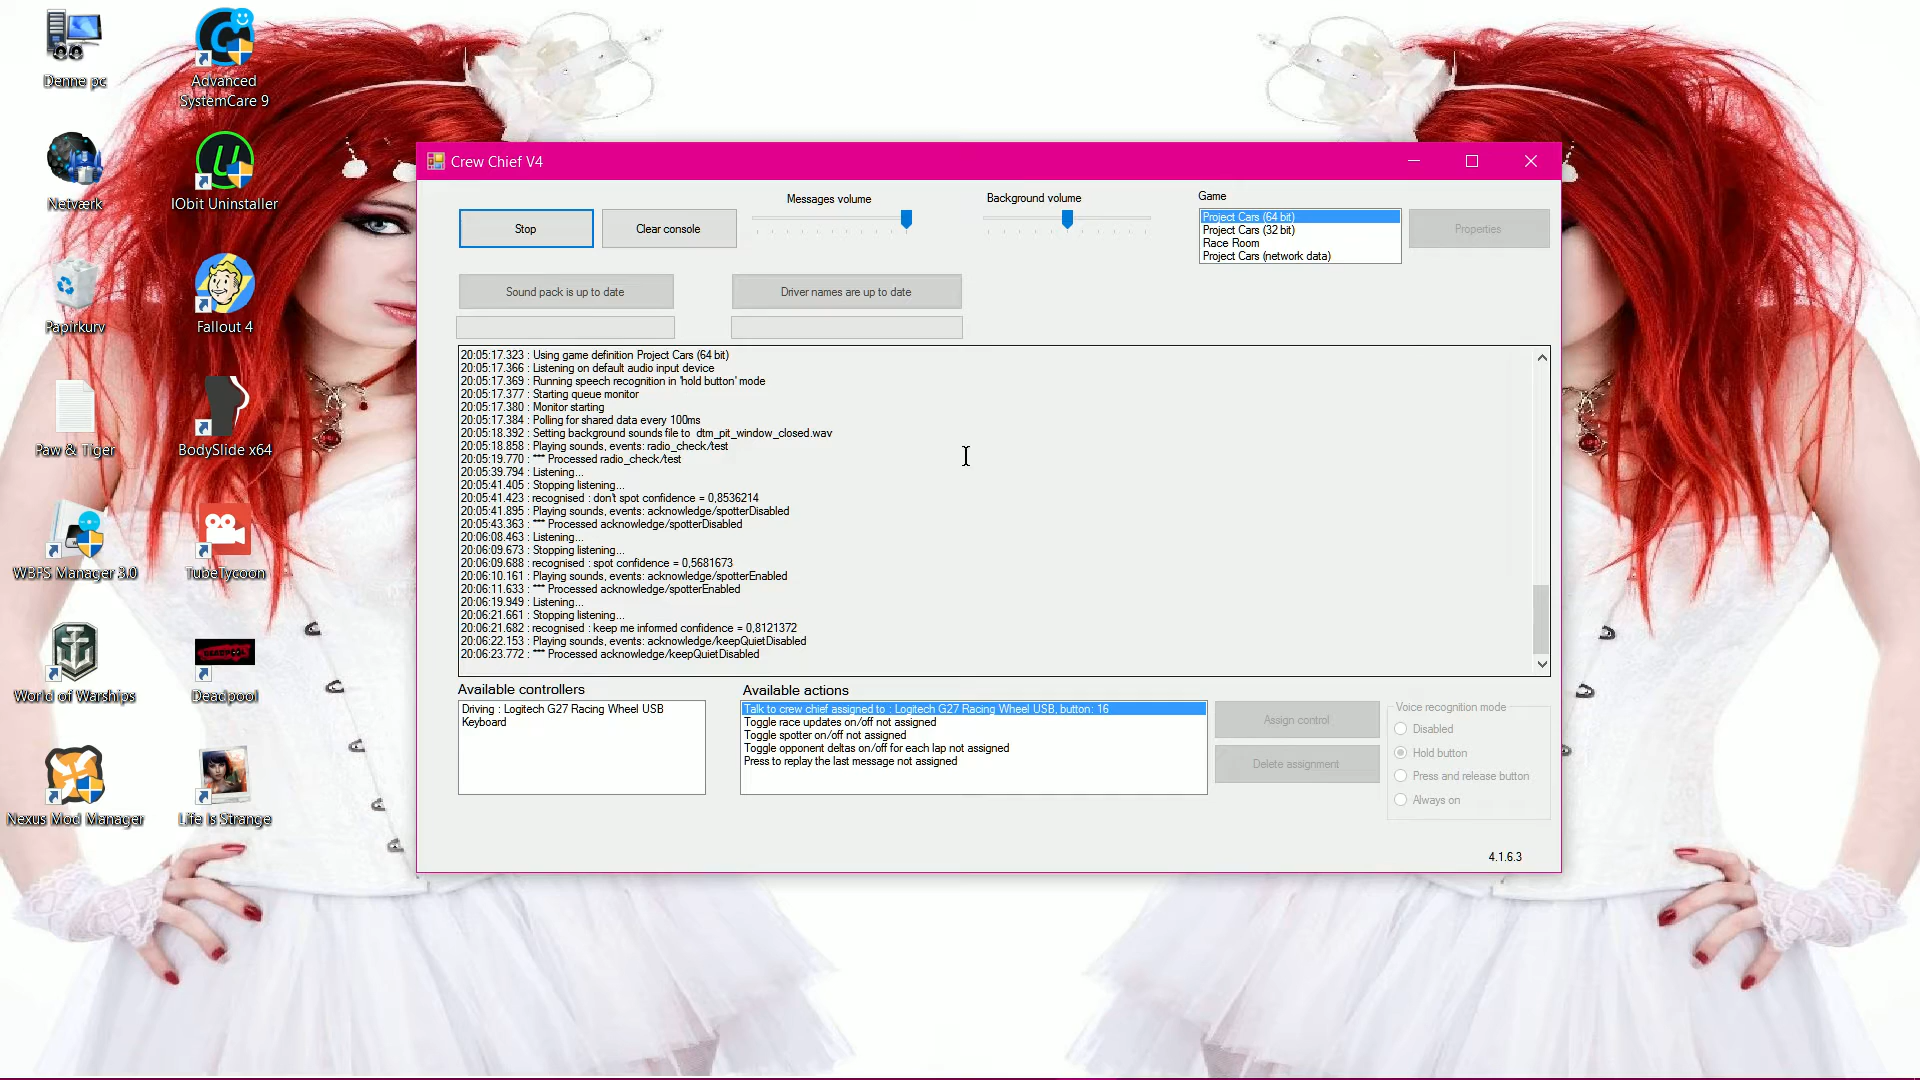 Denne pc
Advanced
SystemCare 9
Netværk
IObit Uninstaller
Papirkurv
Fallout 4
Paw & Tiger
BodySlide x64
WBFS Manager 3.0
TubeTycoon
World of Warships
Deadpool
Nexus Mod Manager
Life is Strange
Crew Chief V4
Messages volume
Background volume
Game
Stop
Clear console
Project Cars (64 bit)
Project Cars (32 bit)
Race Room
Project Cars (network data)
Properties
Sound pack is up to date
Driver names are up to date
20:05:17.323 : Using game definition Project Cars (64 bit)
20:05:17.366 : Listening on default audio input device
20:05:17.369 : Running speech recognition in 'hold button' mode
20:05:17.377 : Starting queue monitor
20:05:17.380 : Monitor starting
20:05:17.384 : Polling for shared data every 100ms
20:05:18.392 : Setting background sounds file to  dtm_pit_window_closed.wav
20:05:18.858 : Playing sounds, events: radio_check/test
20:05:19.770 : *** Processed radio_check/test
20:05:39.794 : Listening...
20:05:41.405 : Stopping listening...
20:05:41.423 : recognised : don't spot confidence = 0,8536214
20:05:41.895 : Playing sounds, events: acknowledge/spotterDisabled
20:05:43.363 : *** Processed acknowledge/spotterDisabled
20:06:08.463 : Listening...
20:06:09.673 : Stopping listening...
20:06:09.688 : recognised : spot confidence = 0,5681673
20:06:10.161 : Playing sounds, events: acknowledge/spotterEnabled
20:06:11.633 : *** Processed acknowledge/spotterEnabled
20:06:19.949 : Listening...
20:06:21.661 : Stopping listening...
20:06:21.682 : recognised : keep me informed confidence = 0,8121372
20:06:22.153 : Playing sounds, events: acknowledge/keepQuietDisabled
20:06:23.772 : *** Processed acknowledge/keepQuietDisabled
Available controllers
Driving : Logitech G27 Racing Wheel USB
Keyboard
Available actions
Talk to crew chief assigned to : Logitech G27 Racing Wheel USB, button: 16
Toggle race updates on/off not assigned
Toggle spotter on/off not assigned
Toggle opponent deltas on/off for each lap not assigned
Press to replay the last message not assigned
Assign control
Delete assignment
Voice recognition mode
Disabled
Hold button
Press and release button
Always on
4.1.6.3